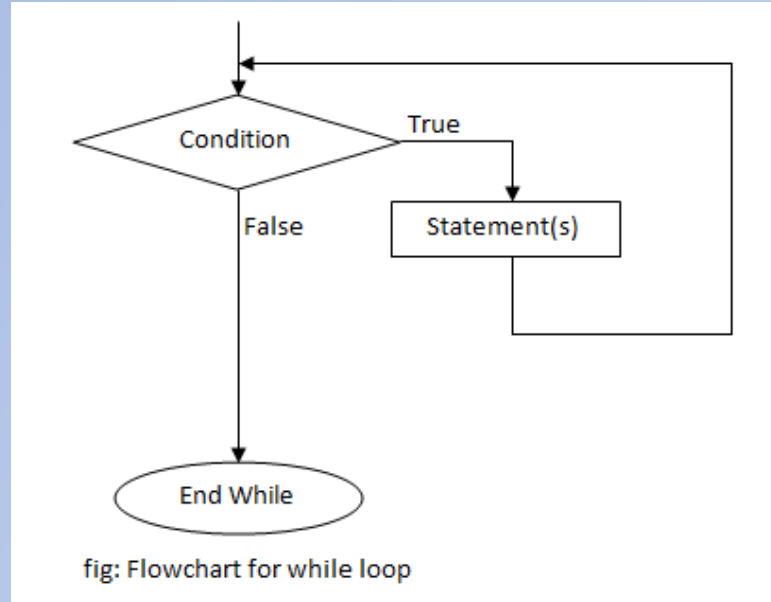 Condition
True
False
Statement(s)
End While
fig: Flowchart for while loop